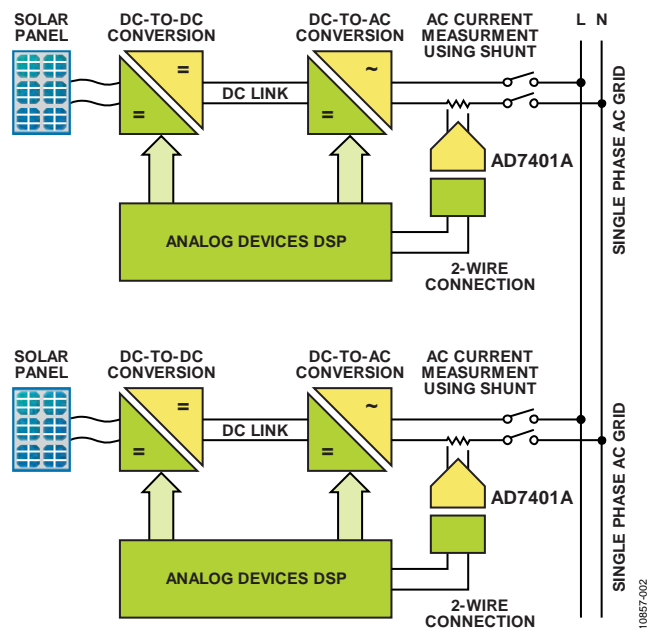 SOLAR
PANEL
DC-TO-DC
CONVERSION
DC-TO-AC
CONVERSION
AC CURRENT
MEASURMENT
USING SHUNT
L N
=
=
DC LINK
~
=
AD7401A
ANALOG DEVICES DSP
2-WIRE
CONNECTION
SINGLE PHASE AC GRID
SOLAR
PANEL
DC-TO-DC
CONVERSION
DC-TO-AC
CONVERSION
AC CURRENT
MEASURMENT
USING SHUNT
=
=
DC LINK
~
=
AD7401A
ANALOG DEVICES DSP
2-WIRE
CONNECTION
SINGLE PHASE AC GRID
10857-002